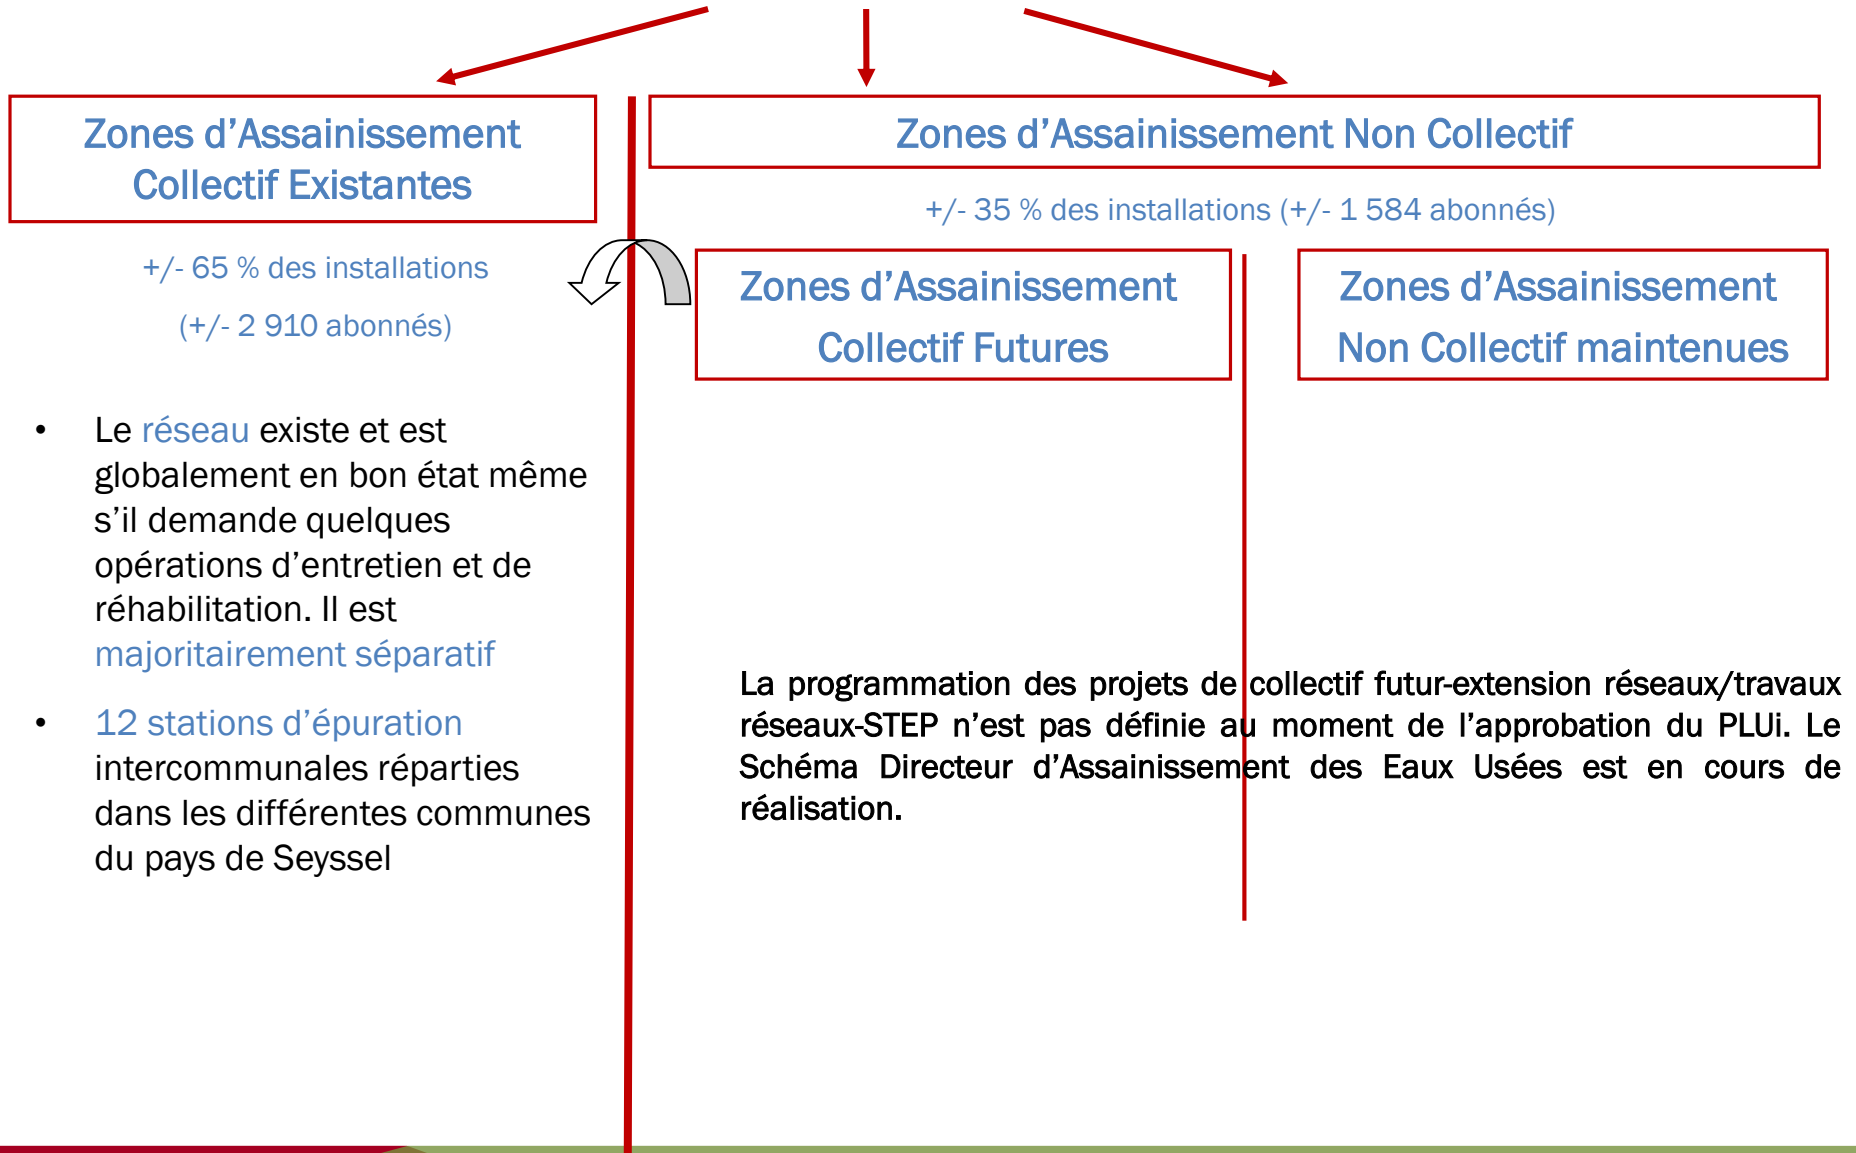 Zones d’Assainissement
Collectif Existantes
+/- 65 % des installations
(+/- 2 910 abonnés)
• Le réseau existe et est
globalement en bon état même
s’il demande quelques
opérations d’entretien et de
réhabilitation. Il est
majoritairement séparatif
• 12 stations d’épuration
intercommunales réparties
dans les différentes communes
du pays de Seyssel
Zones d’Assainissement Non Collectif
+/- 35 % des installations (+/- 1 584 abonnés)
Zones d’Assainissement
Collectif Futures
Zones d’Assainissement
Non Collectif maintenues
La programmation des projets de collectif futur-extension réseaux/travaux
réseaux-STEP n’est pas définie au moment de l’approbation du PLUi. Le
Schéma Directeur d’Assainissement des Eaux Usées est en cours de
réalisation.